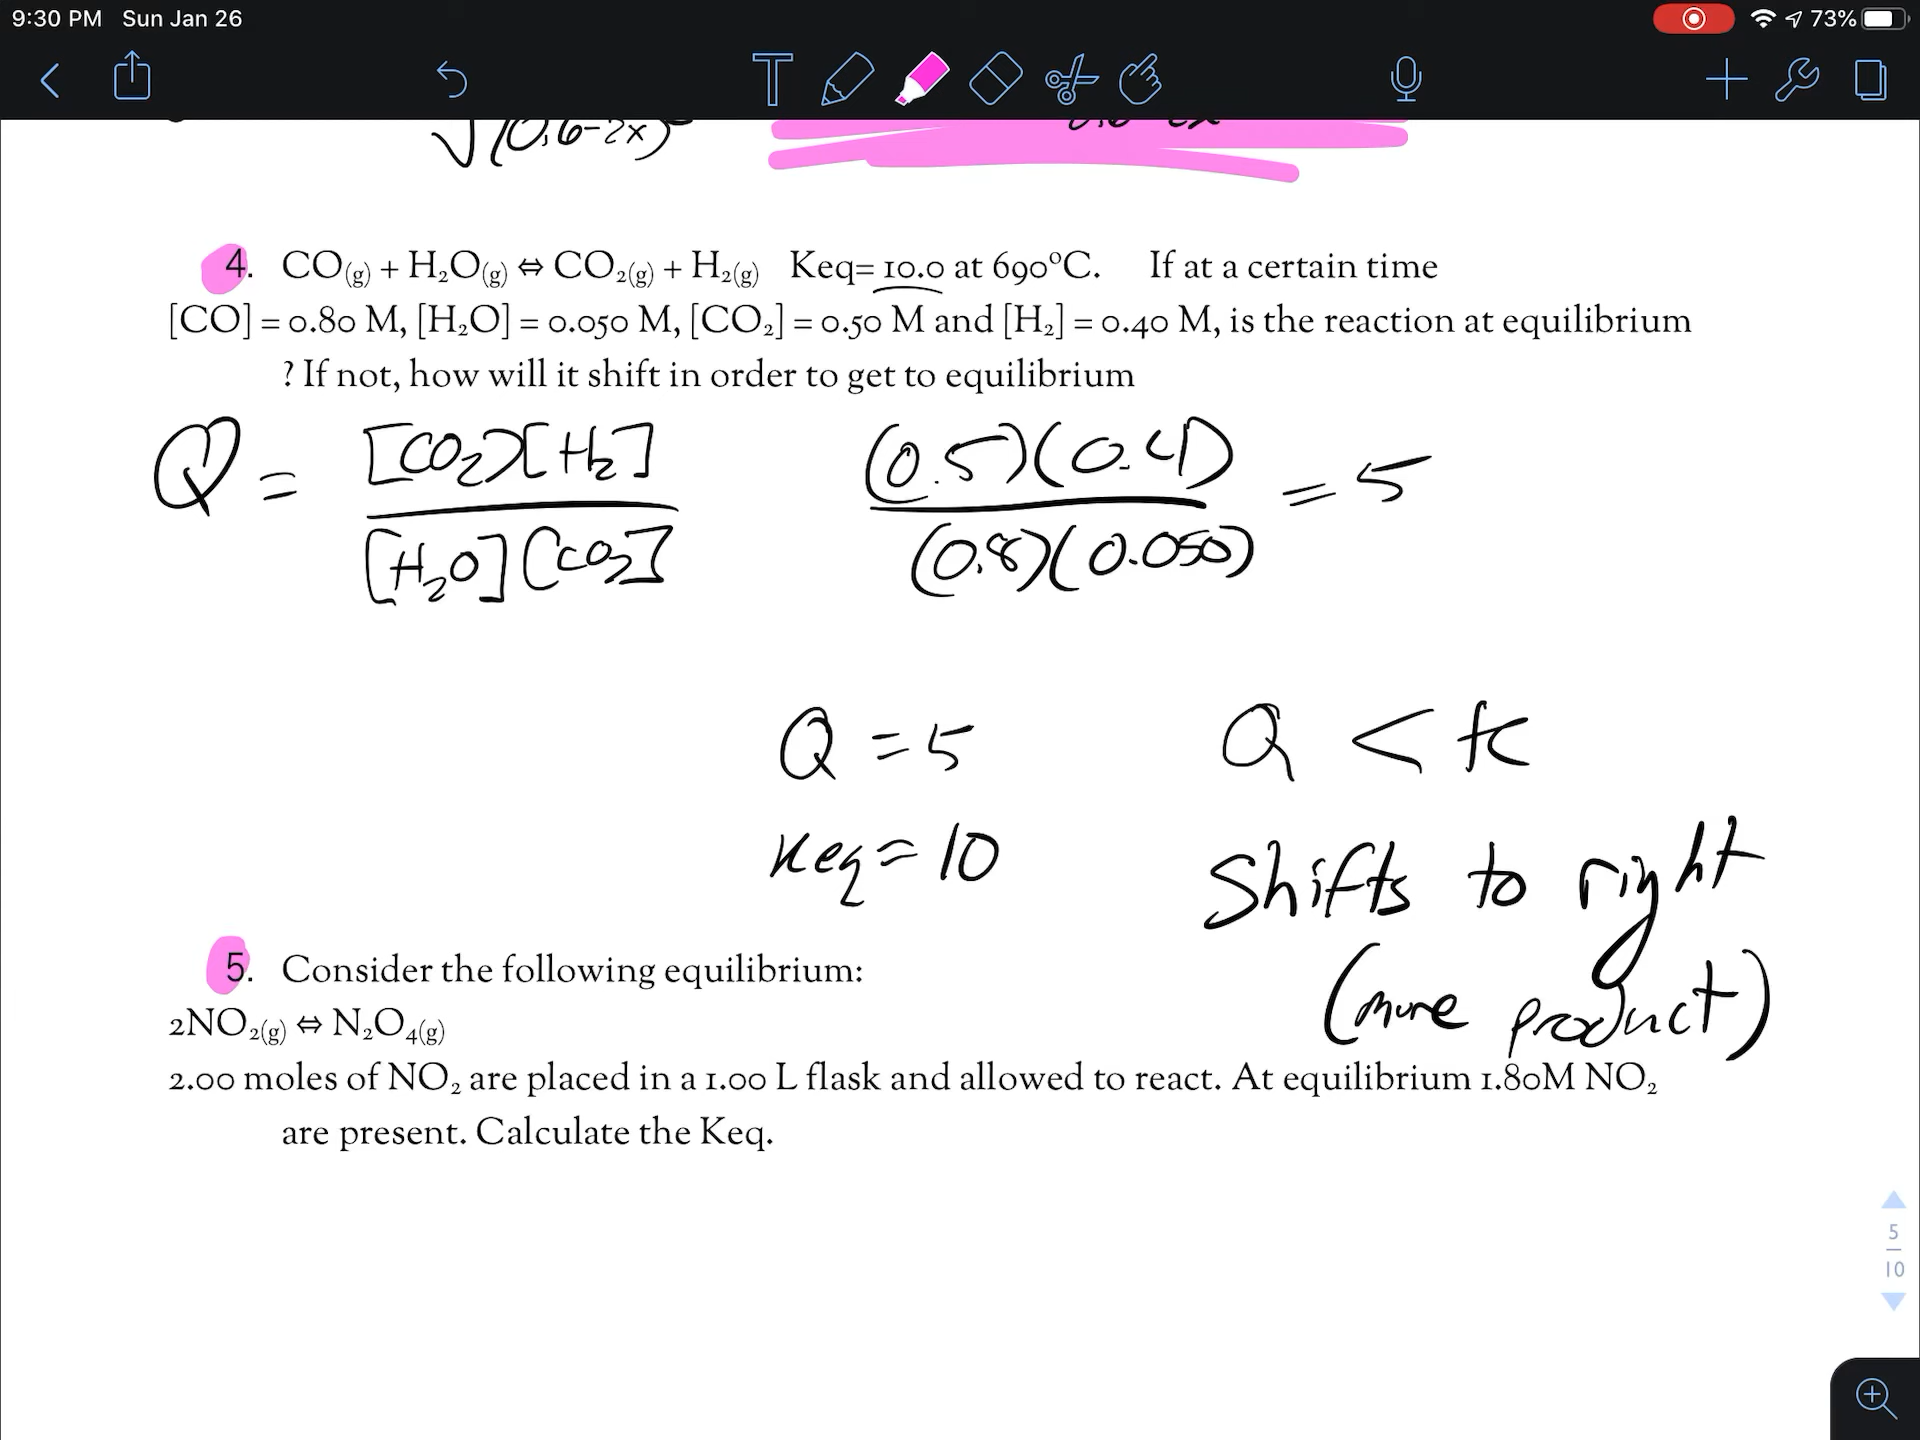 9:30 PM Sun Jan 26 73%
√(0.6-2x)²
4. CO(g) + H₂O(g) ⇔ CO₂(g) + H₂(g) Keq= 10.0 at 690°C. If at a certain time
[CO] = 0.80 M, [H₂O] = 0.050 M, [CO₂] = 0.50 M and [H₂] = 0.40 M, is the reaction at equilibrium
? If not, how will it shift in order to get to equilibrium
Q = [CO₂][H₂] / [H₂O][CO₂] (0.5)(0.4) / (0.8)(0.050) = 5
Q = 5 Q < K
Keq = 10 Shifts to right
(more product)
5. Consider the following equilibrium:
2NO₂(g) ⇔ N₂O₄(g)
2.00 moles of NO₂ are placed in a 1.00 L flask and allowed to react. At equilibrium 1.80M NO₂
are present. Calculate the Keq.
5
10